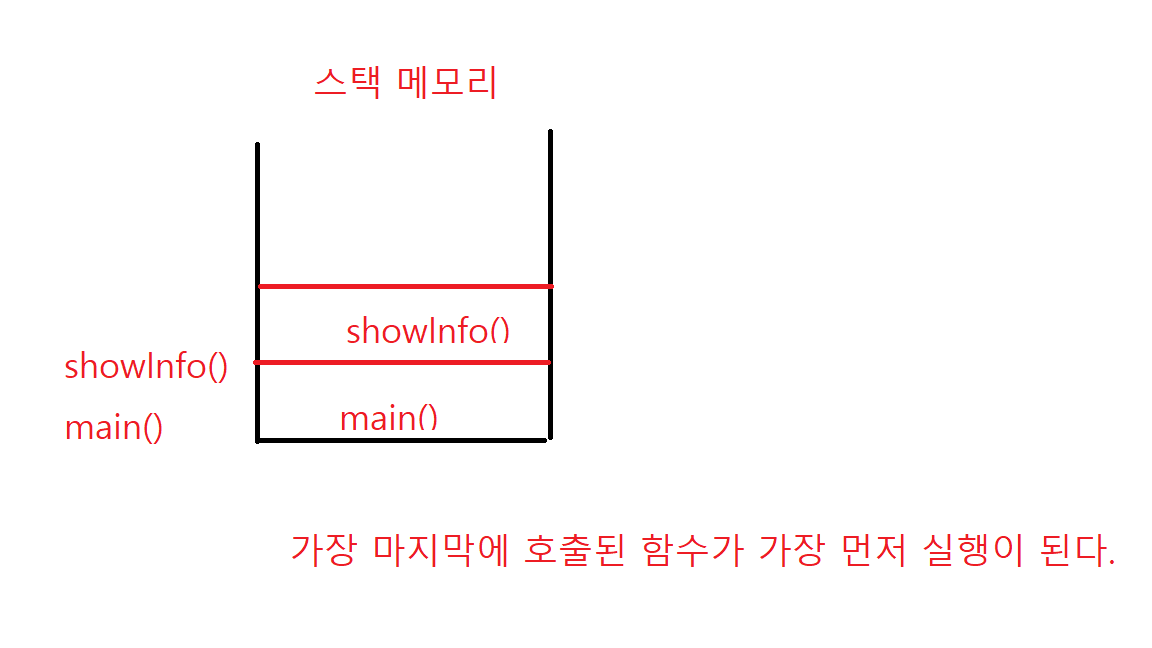 스택 메모리
showInfo()
showInfo()
main()
main()
가장 마지막에 호출된 함수가 가장 먼저 실행이 된다.